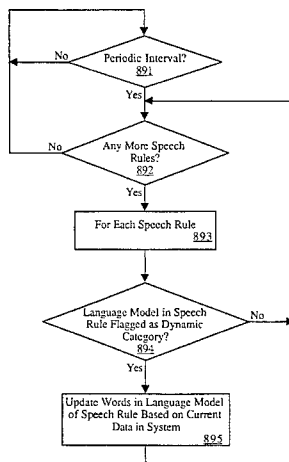 Periodic Interval?
No
891
Yes
Any More Speech
No
Rules?
892
Yes
For Each Speech Rule
893
Language Model in Speech
No
Rule Flagged as Dynamic
Category?
894
Yes
Update Words in Language Model
of Speech Rule Based on Current
Data in System
895